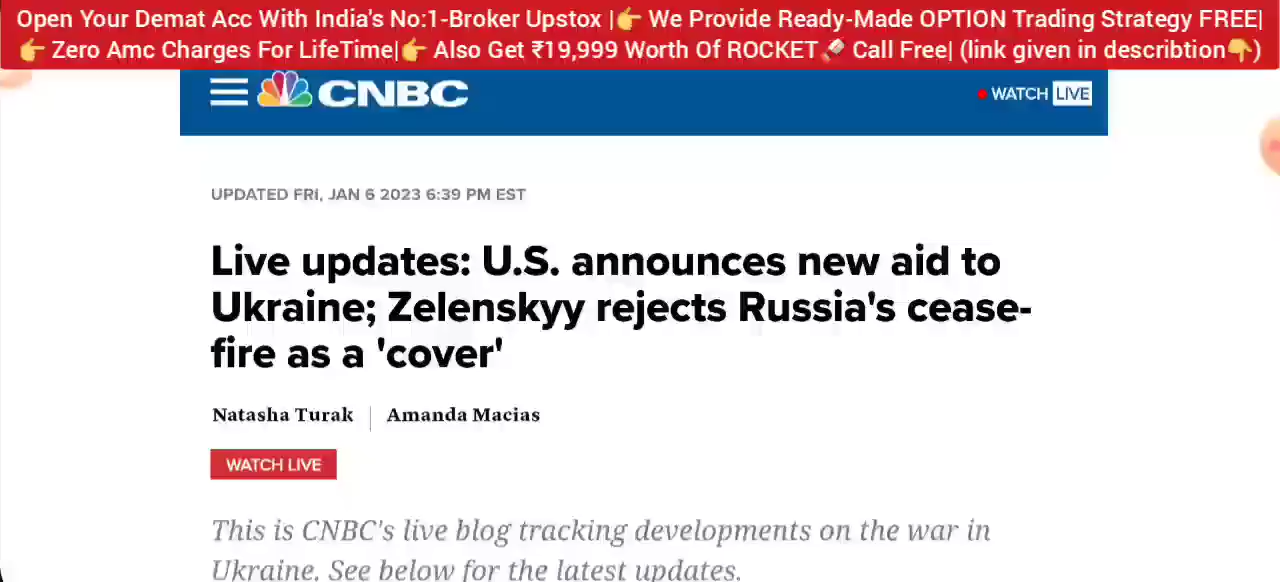 Open Your Demat Acc With India's No:1-Broker Upstox |👉 We Provide Ready-Made OPTION Trading Strategy FREE|
👉 Zero Amc Charges For LifeTime|👉 Also Get ₹19,999 Worth Of ROCKET🚀 Call Free| (link given in describtion👇)
CNBC
WATCH LIVE
UPDATED FRI, JAN 6 2023 6:39 PM EST
Live updates: U.S. announces new aid to
Ukraine; Zelenskyy rejects Russia's cease-
fire as a 'cover'
Natasha Turak | Amanda Macias
WATCH LIVE
This is CNBC's live blog tracking developments on the war in
Ukraine. See below for the latest updates.